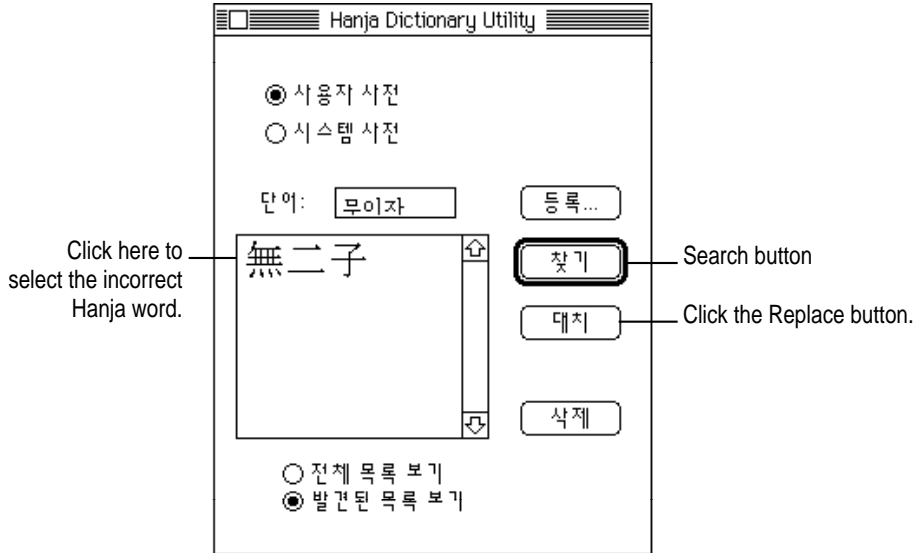 Hanja Dictionary Utility
사용자 사전
시스템 사전
단어: 무이자
등록...
Click here to
select the incorrect
Hanja word.
無二子
찾기
Search button
대치
Click the Replace button.
삭제
전체 목록 보기
발견된 목록 보기